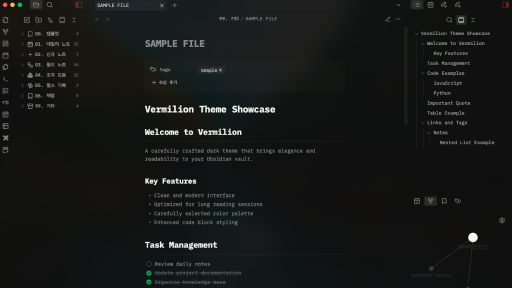 SAMPLE FILE
99. 기타 / SAMPLE FILE
00. 템플릿
01. 데일리 노트
02. 신규 노트
03. 필드 노트
04. 조각 모음
05. 헬스 기록
06. 책장
99. 기타
SAMPLE FILE
tags
smaple ×
+ 속성 추가
Vermilion Theme Showcase
Welcome to Vermilion
A carefully crafted dark theme that brings elegance and
readability to your Obsidian vault.
Key Features
• Clean and modern interface
• Optimized for long reading sessions
• Carefully selected color palette
• Enhanced code block styling
Task Management
Review daily notes
Update project documentation
Organize knowledge base
Vermilion Theme Showcase
Welcome to Vermilion
Key Features
Task Management
Code Examples
JavaScript
Python
Important Quote
Table Example
Links and Tags
Notes
Nested List Example
SAMPLE FILE